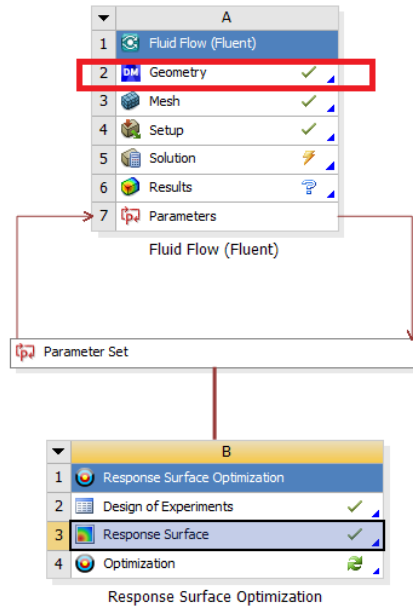 A
1 Fluid Flow (Fluent)
2 DM Geometry
3 Mesh
4 Setup
5 Solution
6 Results
7 Parameters
Fluid Flow (Fluent)
Parameter Set
B
1 Response Surface Optimization
2 Design of Experiments
3 Response Surface
4 Optimization
Response Surface Optimization